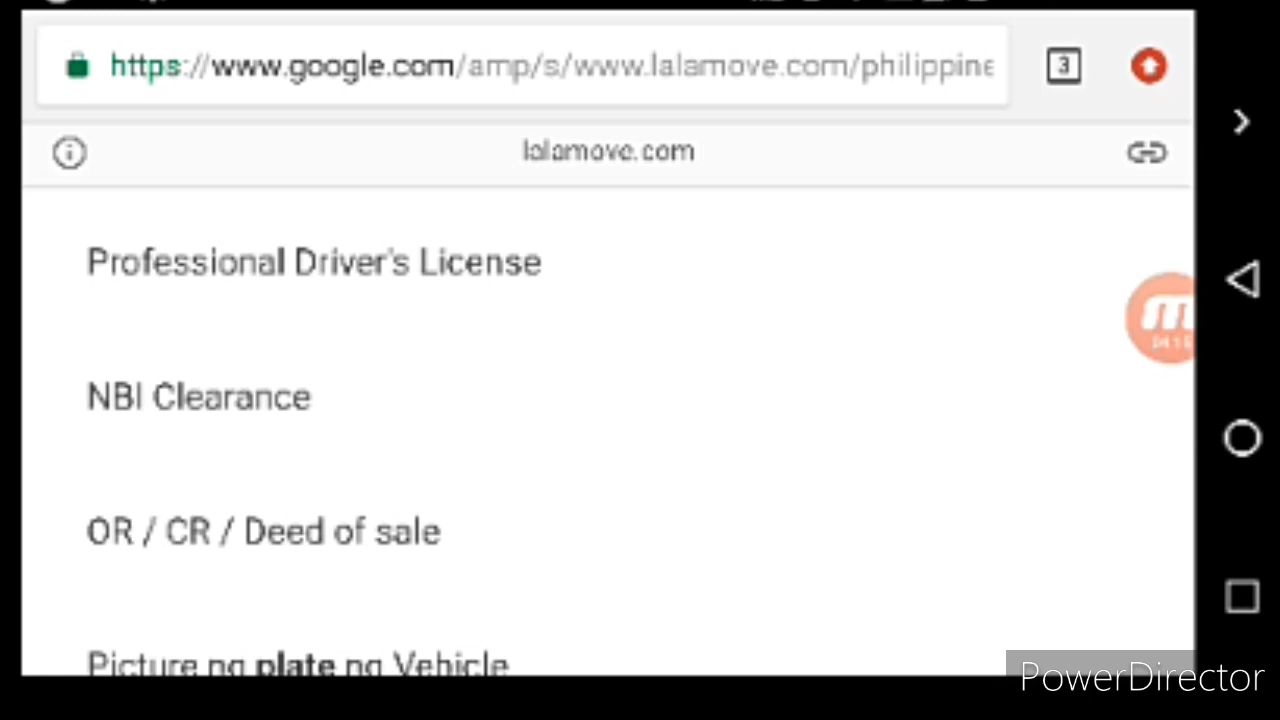 https://www.google.com/amp/s/www.lalamove.com/philippine
3
lalamove.com
Professional Driver's License
NBI Clearance
OR / CR / Deed of sale
Picture ng plate ng Vehicle
PowerDirector